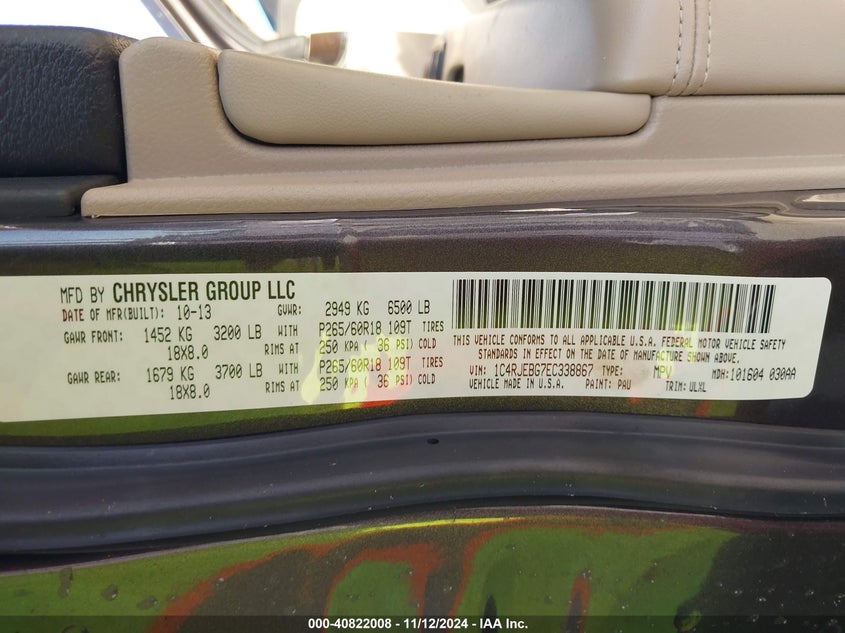 MFD BY CHRYSLER GROUP LLC
DATE OF MFR(BUILT): 10-13 GVWR: 2949 KG 6500 LB
GAWR FRONT: 1452 KG 3200 LB WITH P265/60R18 109T TIRES
18X8.0 RIMS AT 250 KPA ( 36 PSI) COLD
GAWR REAR: 1679 KG 3700 LB WITH P265/60R18 109T TIRES
18X8.0 RIMS AT 250 KPA ( 36 PSI) COLD
THIS VEHICLE CONFORMS TO ALL APPLICABLE U.S.A. FEDERAL MOTOR VEHICLE SAFETY
STANDARDS IN EFFECT ON THE DATE OF MANUFACTURE SHOWN ABOVE.
VIN: 1C4RJEBG7EC338867 TYPE: MPV MDH:101604 030AA
MADE IN U.S.A. PAINT: PAU TRIM: ULXL
000-40822008 - 11/12/2024 - IAA Inc.